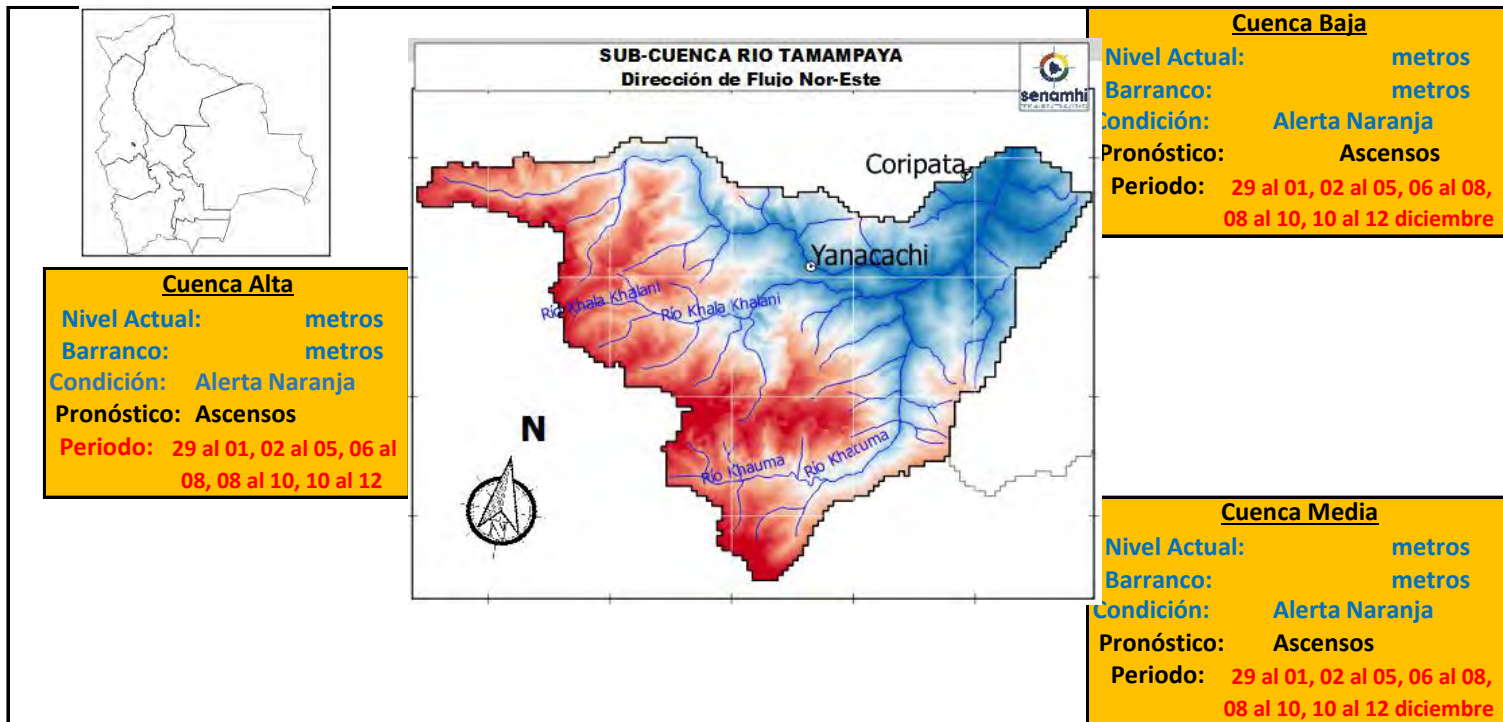 SUB-CUENCA RIO TAMAMPAYA
Dirección de Flujo Nor-Este
senamhi
Coripata
Yanacachi
Río Khala Khalani
Río Khala Khalani
Río Khauma
Río Khatuma
N
Cuenca Alta
Nivel Actual: metros
Barranco: metros
Condición: Alerta Naranja
Pronóstico: Ascensos
Periodo: 29 al 01, 02 al 05, 06 al
08, 08 al 10, 10 al 12
Cuenca Baja
Nivel Actual: metros
Barranco: metros
Condición: Alerta Naranja
Pronóstico: Ascensos
Periodo: 29 al 01, 02 al 05, 06 al 08,
08 al 10, 10 al 12 diciembre
Cuenca Media
Nivel Actual: metros
Barranco: metros
Condición: Alerta Naranja
Pronóstico: Ascensos
Periodo: 29 al 01, 02 al 05, 06 al 08,
08 al 10, 10 al 12 diciembre